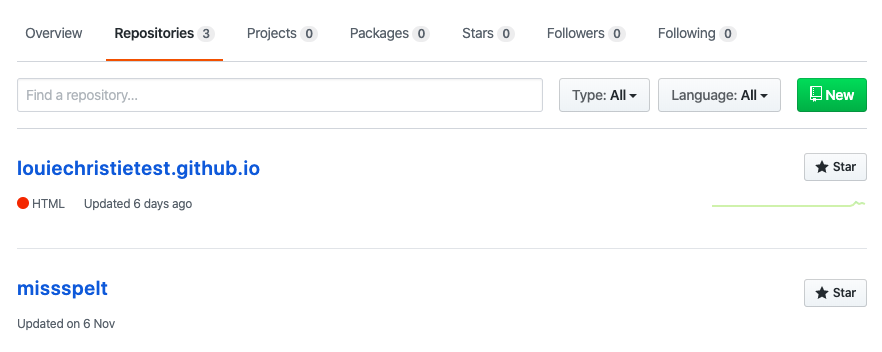 Overview Repositories 3 Projects 0 Packages 0 Stars 0 Followers 0 Following 0
Find a repository... Type: All Language: All New
louiechristietest.github.io Star
HTML Updated 6 days ago
missspelt Star
Updated on 6 Nov